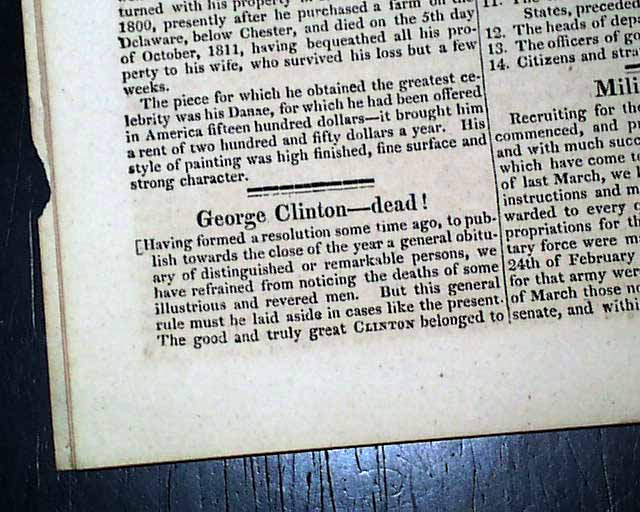 turned with his property
1800, presently after he purchased a farm on the
Delaware, below Chester, and died on the 5th day
of October, 1811, having bequeathed all his pro-
perty to his wife, who survived his loss but a few
weeks.
The piece for which he obtained the greatest ce-
lebrity was his Danae, for which he had been offered
in America fifteen hundred dollars—it brought him
a rent of two hundred and fifty dollars a year. His
style of painting was high finished, fine surface and
strong character.
George Clinton—dead!
[Having formed a resolution some time ago, to pub-
lish towards the close of the year a general obitu-
ary of distinguished or remarkable persons, we
have refrained from noticing the deaths of some
illustrious and revered men. But this general
rule must be laid aside in cases like the present.
The good and truly great CLINTON belonged to
11. The
States, preceded
12. The heads of dep
13. The officers of go
14. Citizens and stra
Mili
Recruiting for th
commenced, and p
and with much succ
which have come t
of last March, we
instructions and m
warded to every c
propriations for th
tary force were m
24th of February
for that army were
of March those no
senate, and withi